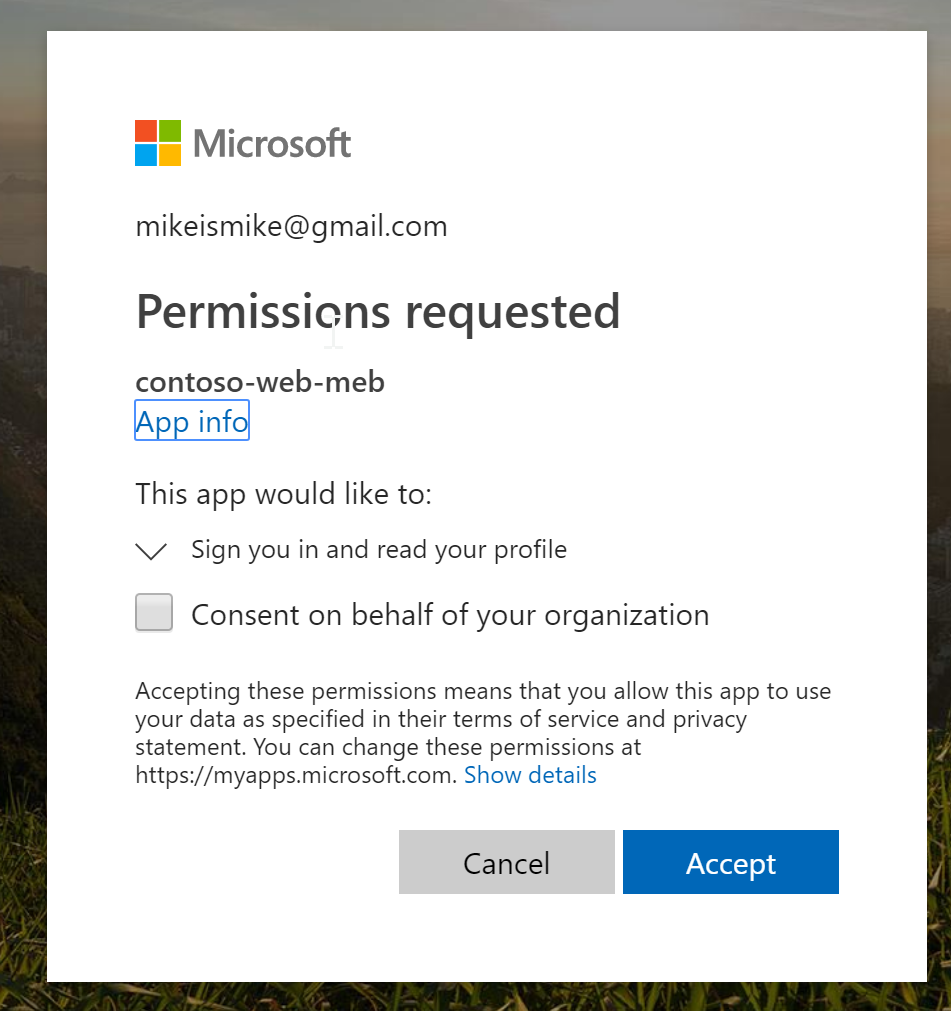 Microsoft
mikeismike@gmail.com
Permissions requested
contoso-web-meb
App info
This app would like to:
Sign you in and read your profile
Consent on behalf of your organization
Accepting these permissions means that you allow this app to use
your data as specified in their terms of service and privacy
statement. You can change these permissions at
https://myapps.microsoft.com. Show details
Cancel
Accept